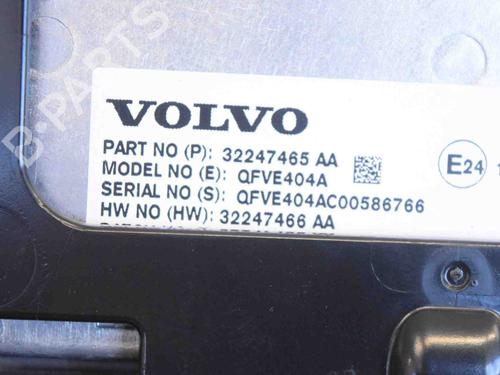 VOLVO
PART NO (P): 32247465 AA
MODEL NO (E): QFVE404A
SERIAL NO (S): QFVE404AC00586766
HW NO (HW): 32247466 AA
E24
B-PARTS